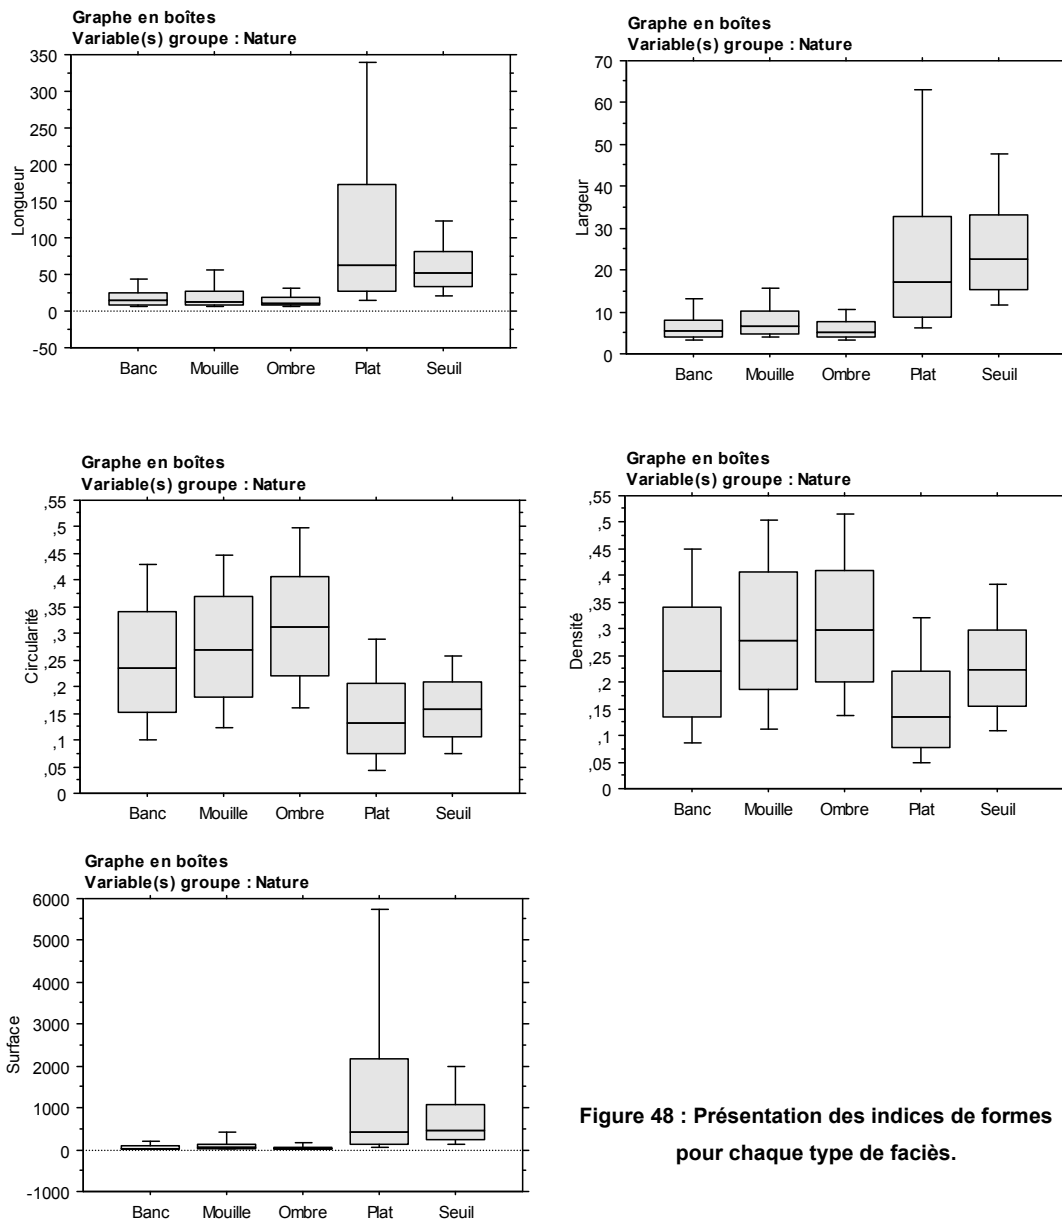 Graphe en boîtes
Variable(s) groupe : Nature
350
300
250
200
150
100
50
0
-50
Longueur
Banc Mouille Ombre Plat Seuil
Graphe en boîtes
Variable(s) groupe : Nature
70
60
50
40
30
20
10
0
Largeur
Banc Mouille Ombre Plat Seuil
Graphe en boîtes
Variable(s) groupe : Nature
,55
,5
,45
,4
,35
,3
,25
,2
,15
,1
,05
0
Circularité
Banc Mouille Ombre Plat Seuil
Graphe en boîtes
Variable(s) groupe : Nature
,55
,5
,45
,4
,35
,3
,25
,2
,15
,1
,05
0
Densité
Banc Mouille Ombre Plat Seuil
Graphe en boîtes
Variable(s) groupe : Nature
6000
5000
4000
3000
2000
1000
0
-1000
Surface
Banc Mouille Ombre Plat Seuil
Figure 48 : Présentation des indices de formes
pour chaque type de faciès.